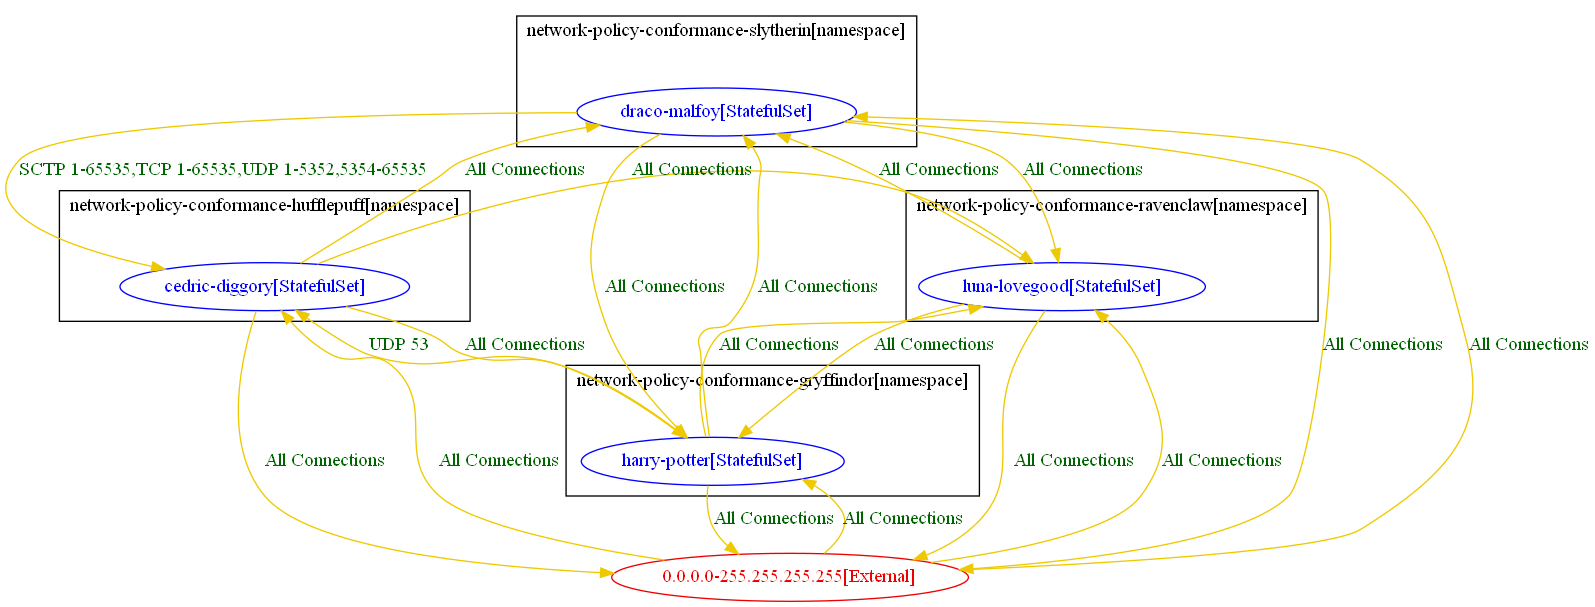 network-policy-conformance-slytherin[namespace]
draco-malfoy[StatefulSet]
SCTP 1-65535,TCP 1-65535,UDP 1-5352,5354-65535
All Connections
All Connections
All Connections
All Connections
network-policy-conformance-hufflepuff[namespace]
network-policy-conformance-ravenclaw[namespace]
cedric-diggory[StatefulSet]
All Connections
All Connections
luna-lovegood[StatefulSet]
UDP 53
All Connections
All Connections
All Connections
All Connections
All Connections
network-policy-conformance-gryffindor[namespace]
harry-potter[StatefulSet]
All Connections
All Connections
All Connections
All Connections
All Connections
All Connections
0.0.0.0-255.255.255.255[External]